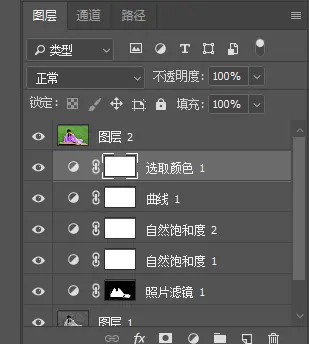 图层 通道 路径
类型
正常 不透明度: 100%
锁定: 填充: 100%
图层 2
选取颜色 1
曲线 1
自然饱和度 2
自然饱和度 1
照片滤镜 1
图层 1
fx